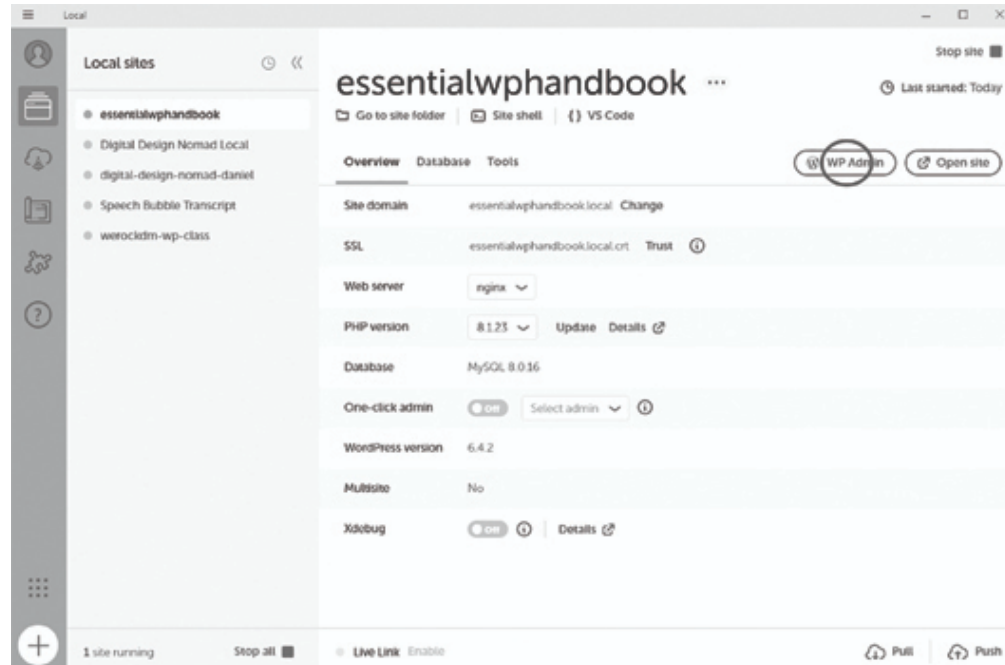 Local
Local sites
essentialwphandbook
Digital Design Nomad Local
digital-design-nomad-daniel
Speech Bubble Transcript
werockdm-wp-class
1 site running Stop all
Stop site
essentialwphandbook ...
Last started: Today
Go to site folder Site shell VS Code
Overview Database Tools
WP Admin Open site
Site domain essentialwphandbook.local Change
SSL essentialwphandbook.local.crt Trust
Web server nginx
PHP version 8.1.23 Update Details
Database MySQL 8.0.16
One-click admin Off Select admin
WordPress version 6.4.2
Multisite No
Xdebug Off Details
Live Link Enable Pull Push